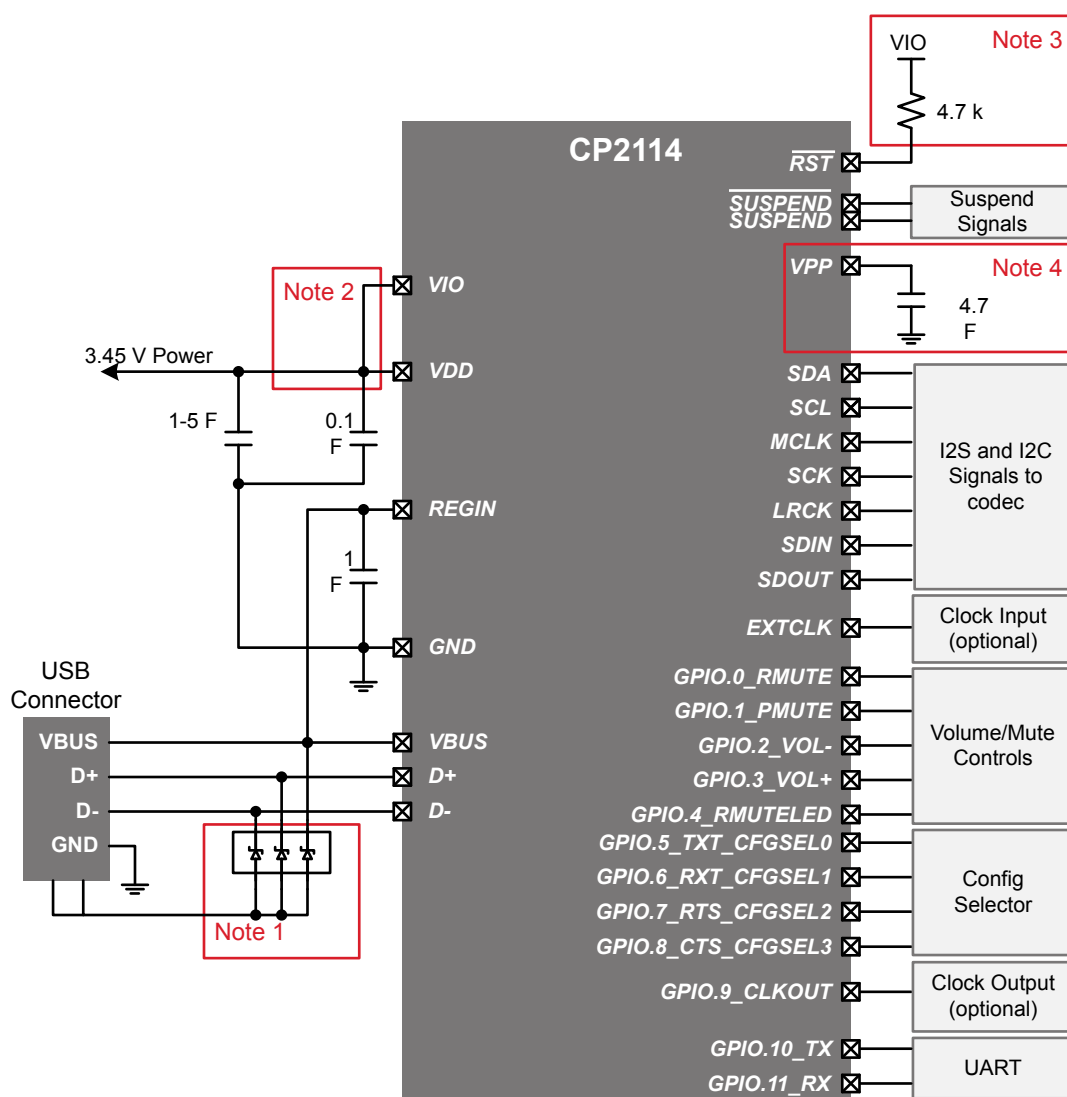 VIO
Note 3
4.7 k
CP2114
RST
SUSPEND
SUSPEND
Suspend
Signals
VPP
Note 4
4.7
F
Note 2
VIO
3.45 V Power
VDD
1-5 F
0.1
F
REGIN
1
F
GND
SDA
SCL
MCLK
SCK
LRCK
SDIN
SDOUT
I2S and I2C
Signals to
codec
EXTCLK
Clock Input
(optional)
USB
Connector
VBUS
D+
D-
GND
VBUS
D+
D-
Note 1
GPIO.0_RMUTE
GPIO.1_PMUTE
GPIO.2_VOL-
GPIO.3_VOL+
GPIO.4_RMUTELED
Volume/Mute
Controls
GPIO.5_TXT_CFGSEL0
GPIO.6_RXT_CFGSEL1
GPIO.7_RTS_CFGSEL2
GPIO.8_CTS_CFGSEL3
Config
Selector
GPIO.9_CLKOUT
Clock Output
(optional)
GPIO.10_TX
GPIO.11_RX
UART